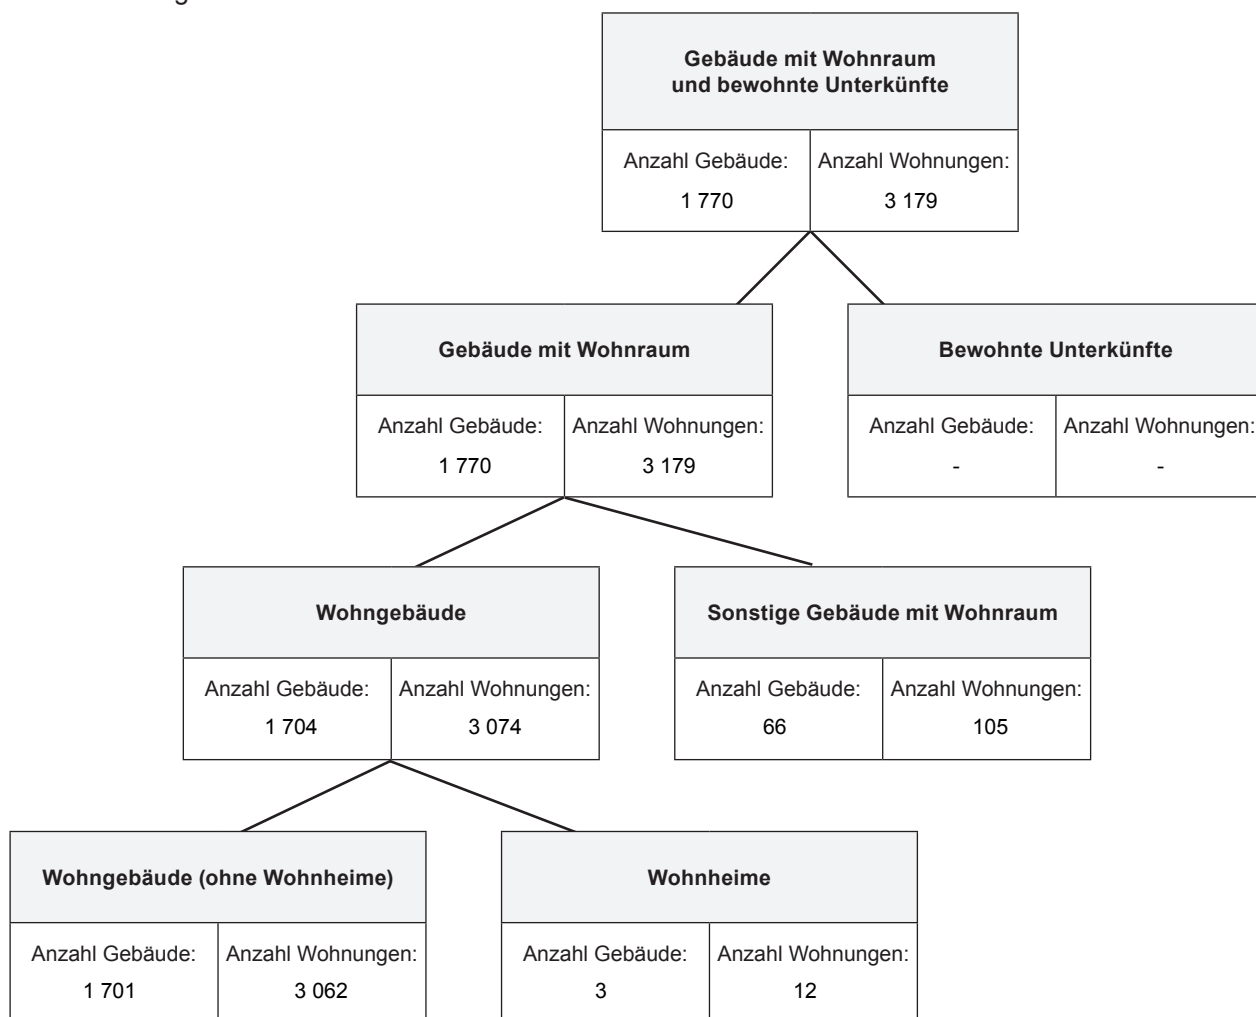 Gebäude mit Wohnraum
und bewohnte Unterkünfte
Anzahl Gebäude: Anzahl Wohnungen:
1 770 3 179
Gebäude mit Wohnraum Bewohnte Unterkünfte
Anzahl Gebäude: Anzahl Wohnungen: Anzahl Gebäude: Anzahl Wohnungen:
1 770 3 179 - -
Wohngebäude Sonstige Gebäude mit Wohnraum
Anzahl Gebäude: Anzahl Wohnungen: Anzahl Gebäude: Anzahl Wohnungen:
1 704 3 074 66 105
Wohngebäude (ohne Wohnheime) Wohnheime
Anzahl Gebäude: Anzahl Wohnungen: Anzahl Gebäude: Anzahl Wohnungen:
1 701 3 062 3 12